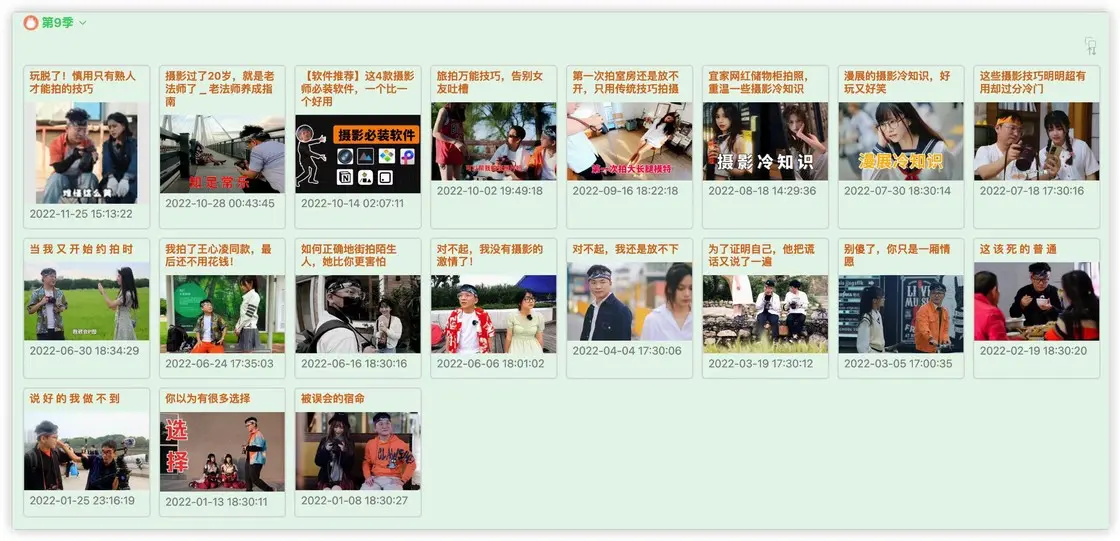 第9季
玩脱了！慎用只有熟人
才能拍的技巧
2022-11-25 15:13:22
摄影过了20岁，就是老
法师了 _ 老法师养成指
南
知足常乐
2022-10-28 00:43:45
【软件推荐】这4款摄影
师必装软件，一个比一
个好用
摄影必装软件
2022-10-14 02:07:11
旅拍万能技巧，告别女
友吐槽
2022-10-02 19:49:18
第一次拍室房还是放不
开，只用传统技巧拍摄
第一次拍大长腿模特
2022-09-16 18:22:18
宜家网红储物柜拍照，
重温一些摄影冷知识
摄影冷知识
2022-08-18 14:29:36
漫展的摄影冷知识，好
玩又好笑
漫展冷知识
2022-07-30 18:30:14
这些摄影技巧明明超有
用却过分冷门
2022-07-18 17:30:16
当 我 又 开 始 约 拍 时
2022-06-30 18:34:29
我拍了王心凌同款，最
后还不用花钱！
2022-06-24 17:35:03
如何正确地街拍陌生
人，她比你更害怕
2022-06-16 18:30:16
对不起，我没有摄影的
激情了！
2022-06-06 18:01:02
对不起，我还是放不下
2022-04-04 17:30:06
为了证明自己，他把谎
话又说了一遍
2022-03-19 17:30:12
别傻了，你只是一厢情
愿
2022-03-05 17:00:35
这 该 死 的 普 通
2022-02-19 18:30:20
说 好 的 我 做 不 到
2022-01-25 23:16:19
你以为有很多选择
选
择
2022-01-13 18:30:11
被误会的宿命
2022-01-08 18:30:27